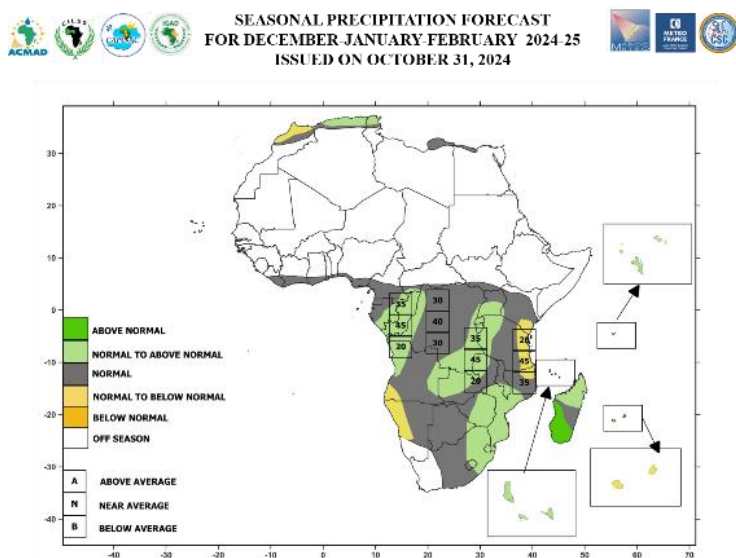 SEASONAL PRECIPITATION FORECAST
FOR DECEMBER-JANUARY-FEBRUARY 2024-25
ISSUED ON OCTOBER 31, 2024
ACMAD
CILSS
IGAD
METEO
FRANCE
CSC
30
20
10
0
-10
-20
-30
-40
-40
-30
-20
-10
0
10
20
30
40
50
60
70
ABOVE NORMAL
NORMAL TO ABOVE NORMAL
NORMAL
NORMAL TO BELOW NORMAL
BELOW NORMAL
OFF SEASON
A ABOVE AVERAGE
N NEAR AVERAGE
B BELOW AVERAGE
35
45
20
30
40
30
35
45
20
20
45
35